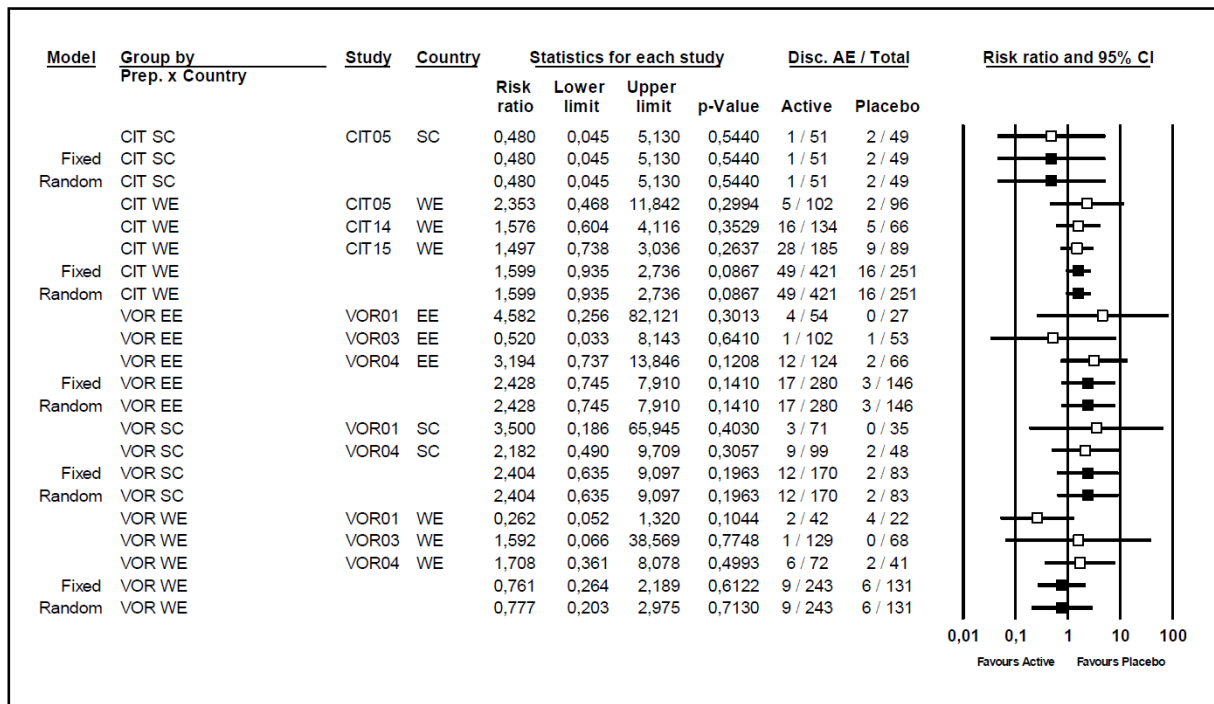 Model Group by Prep. x Country Study Country Statistics for each study Disc. AE / Total Risk ratio and 95% CI
Risk ratio Lower limit Upper limit p-Value Active Placebo
CIT SC CIT05 SC 0,480 0,045 5,130 0,5440 1 / 51 2 / 49
Fixed CIT SC 0,480 0,045 5,130 0,5440 1 / 51 2 / 49
Random CIT SC 0,480 0,045 5,130 0,5440 1 / 51 2 / 49
CIT WE CIT05 WE 2,353 0,468 11,842 0,2994 5 / 102 2 / 96
CIT WE CIT14 WE 1,576 0,604 4,116 0,3529 16 / 134 5 / 66
CIT WE CIT15 WE 1,497 0,738 3,036 0,2637 28 / 185 9 / 89
Fixed CIT WE 1,599 0,935 2,736 0,0867 49 / 421 16 / 251
Random CIT WE 1,599 0,935 2,736 0,0867 49 / 421 16 / 251
VOR EE VOR01 EE 4,582 0,256 82,121 0,3013 4 / 54 0 / 27
VOR EE VOR03 EE 0,520 0,033 8,143 0,6410 1 / 102 1 / 53
VOR EE VOR04 EE 3,194 0,737 13,846 0,1208 12 / 124 2 / 66
Fixed VOR EE 2,428 0,745 7,910 0,1410 17 / 280 3 / 146
Random VOR EE 2,428 0,745 7,910 0,1410 17 / 280 3 / 146
VOR SC VOR01 SC 3,500 0,186 65,945 0,4030 3 / 71 0 / 35
VOR SC VOR04 SC 2,182 0,490 9,709 0,3057 9 / 99 2 / 48
Fixed VOR SC 2,404 0,635 9,097 0,1963 12 / 170 2 / 83
Random VOR SC 2,404 0,635 9,097 0,1963 12 / 170 2 / 83
VOR WE VOR01 WE 0,262 0,052 1,320 0,1044 2 / 42 4 / 22
VOR WE VOR03 WE 1,592 0,066 38,569 0,7748 1 / 129 0 / 68
VOR WE VOR04 WE 1,708 0,361 8,078 0,4993 6 / 72 2 / 41
Fixed VOR WE 0,761 0,264 2,189 0,6122 9 / 243 6 / 131
Random VOR WE 0,777 0,203 2,975 0,7130 9 / 243 6 / 131
0,01 0,1 1 10 100
Favours Active Favours Placebo